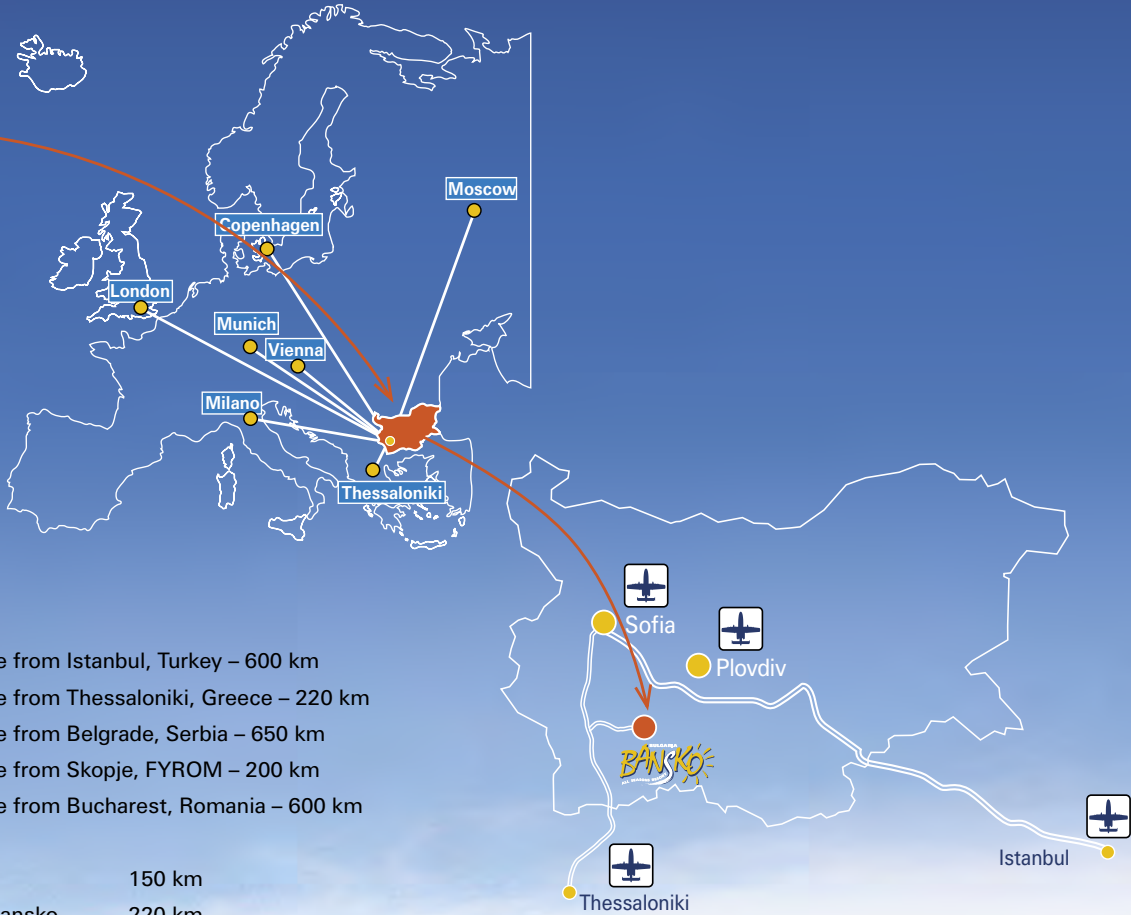 Moscow
Copenhagen
London
Munich
Vienna
Milano
Thessaloniki
Sofia
Plovdiv
BULGARIA
BANSKO
Istanbul
Thessaloniki
e from Istanbul, Turkey – 600 km
e from Thessaloniki, Greece – 220 km
e from Belgrade, Serbia – 650 km
e from Skopje, FYROM – 200 km
e from Bucharest, Romania – 600 km
150 km
ansko 220 km